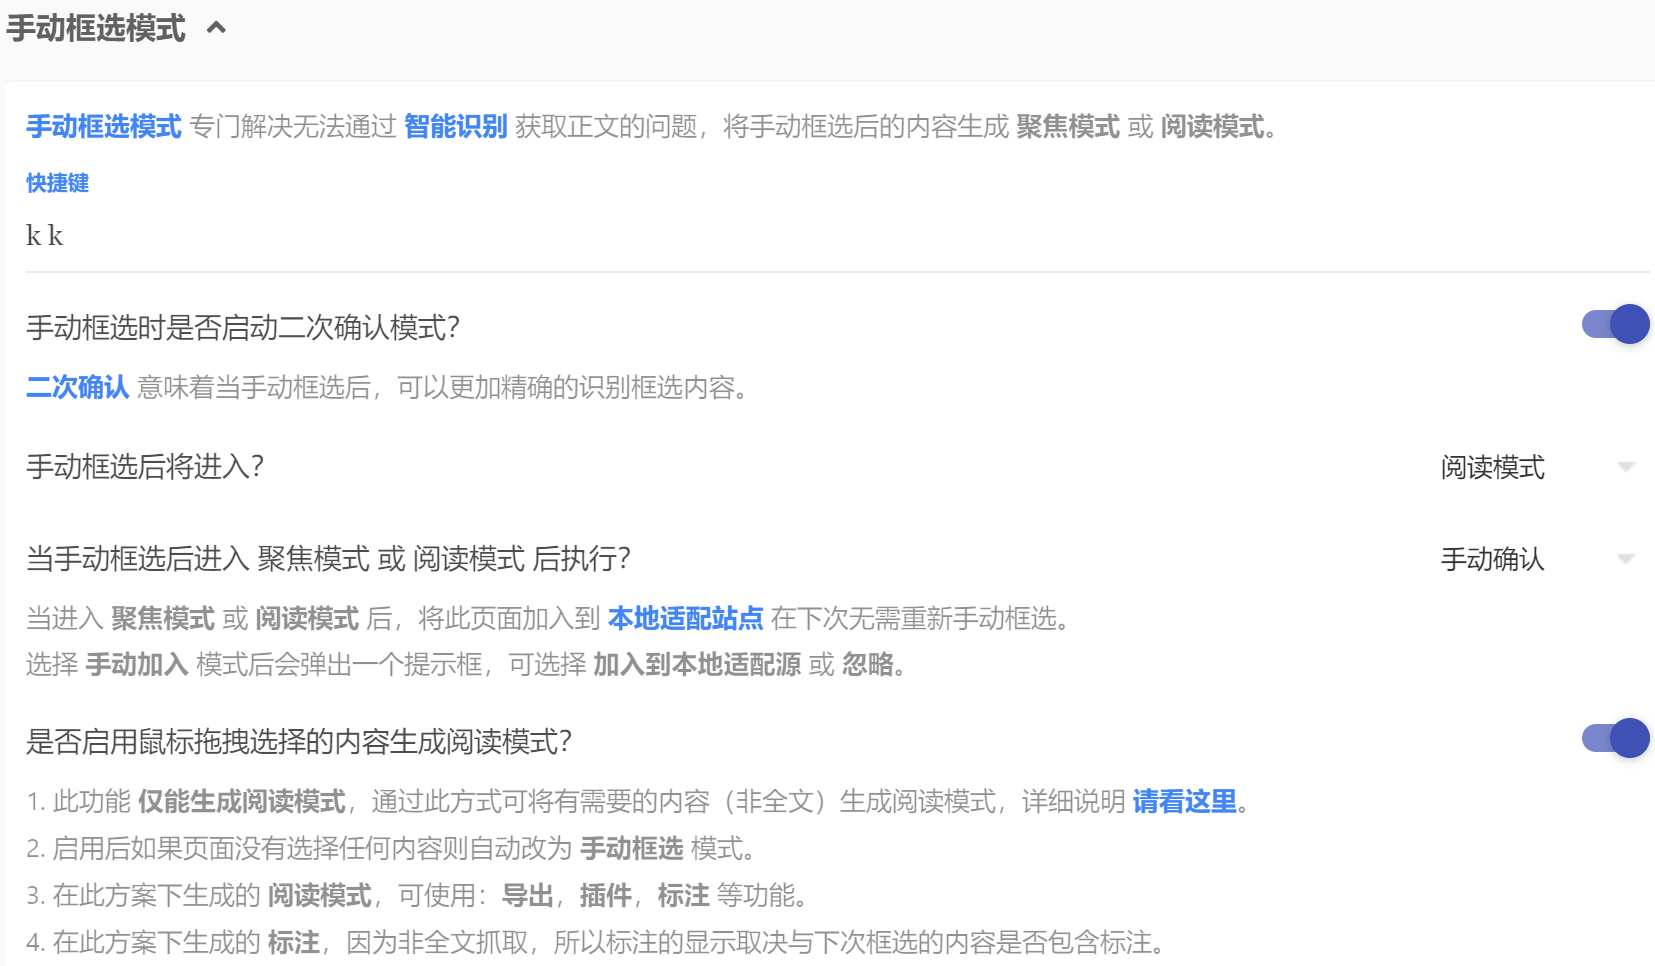 手动框选模式
手动框选模式 专门解决无法通过 智能识别 获取正文的问题，将手动框选后的内容生成 聚焦模式 或 阅读模式。
快捷键
k k
手动框选时是否启动二次确认模式？
二次确认 意味着当手动框选后，可以更加精确的识别框选内容。
手动框选后将进入？ 阅读模式
当手动框选后进入 聚焦模式 或 阅读模式 后执行？ 手动确认
当进入 聚焦模式 或 阅读模式 后，将此页面加入到 本地适配站点 在下次无需重新手动框选。
选择 手动加入 模式后会弹出一个提示框，可选择 加入到本地适配源 或 忽略。
是否启用鼠标拖拽选择的内容生成阅读模式？
1. 此功能 仅能生成阅读模式，通过此方式可将有需要的内容（非全文）生成阅读模式，详细说明 请看这里。
2. 启用后如果页面没有选择任何内容则自动改为 手动框选 模式。
3. 在此方案下生成的 阅读模式，可使用：导出，插件，标注 等功能。
4. 在此方案下生成的 标注，因为非全文抓取，所以标注的显示取决与下次框选的内容是否包含标注。